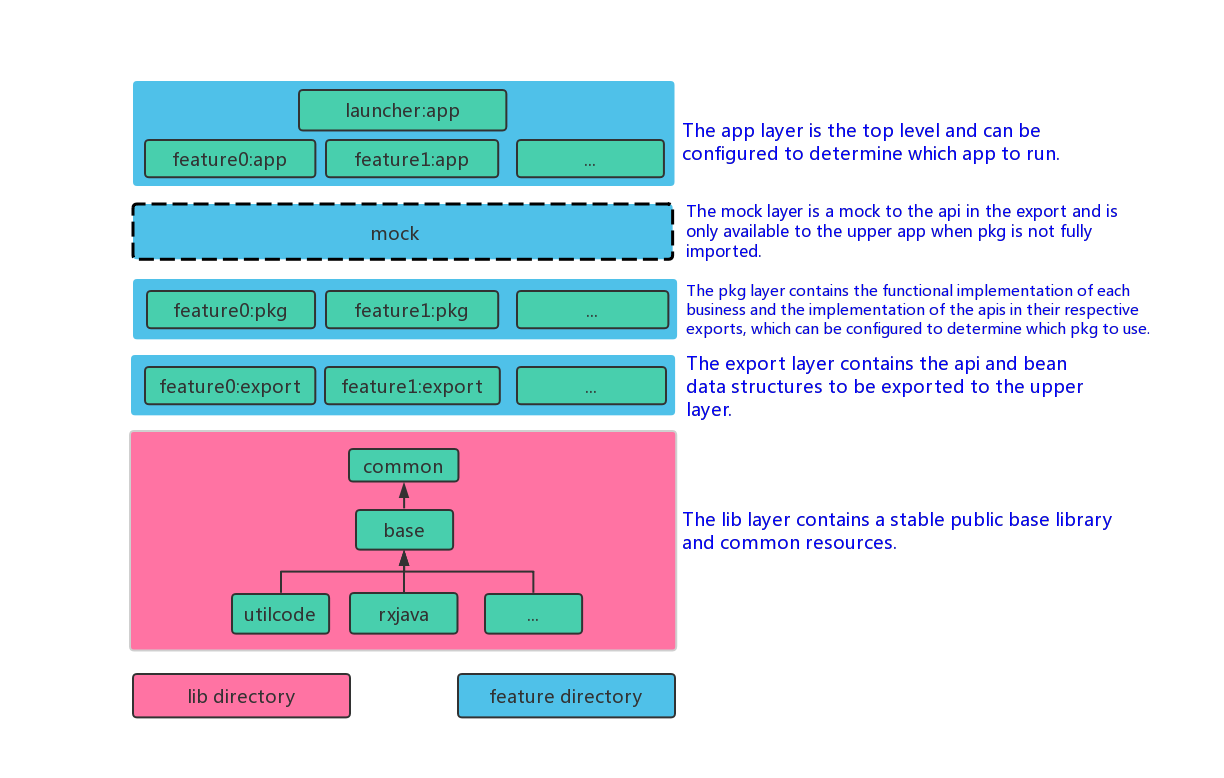 launcher:app
feature0:app
feature1:app
...
The app layer is the top level and can be
configured to determine which app to run.
mock
The mock layer is a mock to the api in the export and is
only available to the upper app when pkg is not fully
imported.
feature0:pkg
feature1:pkg
...
The pkg layer contains the functional implementation of each
business and the implementation of the apis in their respective
exports, which can be configured to determine which pkg to use.
feature0:export
feature1:export
...
The export layer contains the api and bean
data structures to be exported to the upper
layer.
common
base
utilcode
rxjava
...
The lib layer contains a stable public base library
and common resources.
lib directory
feature directory